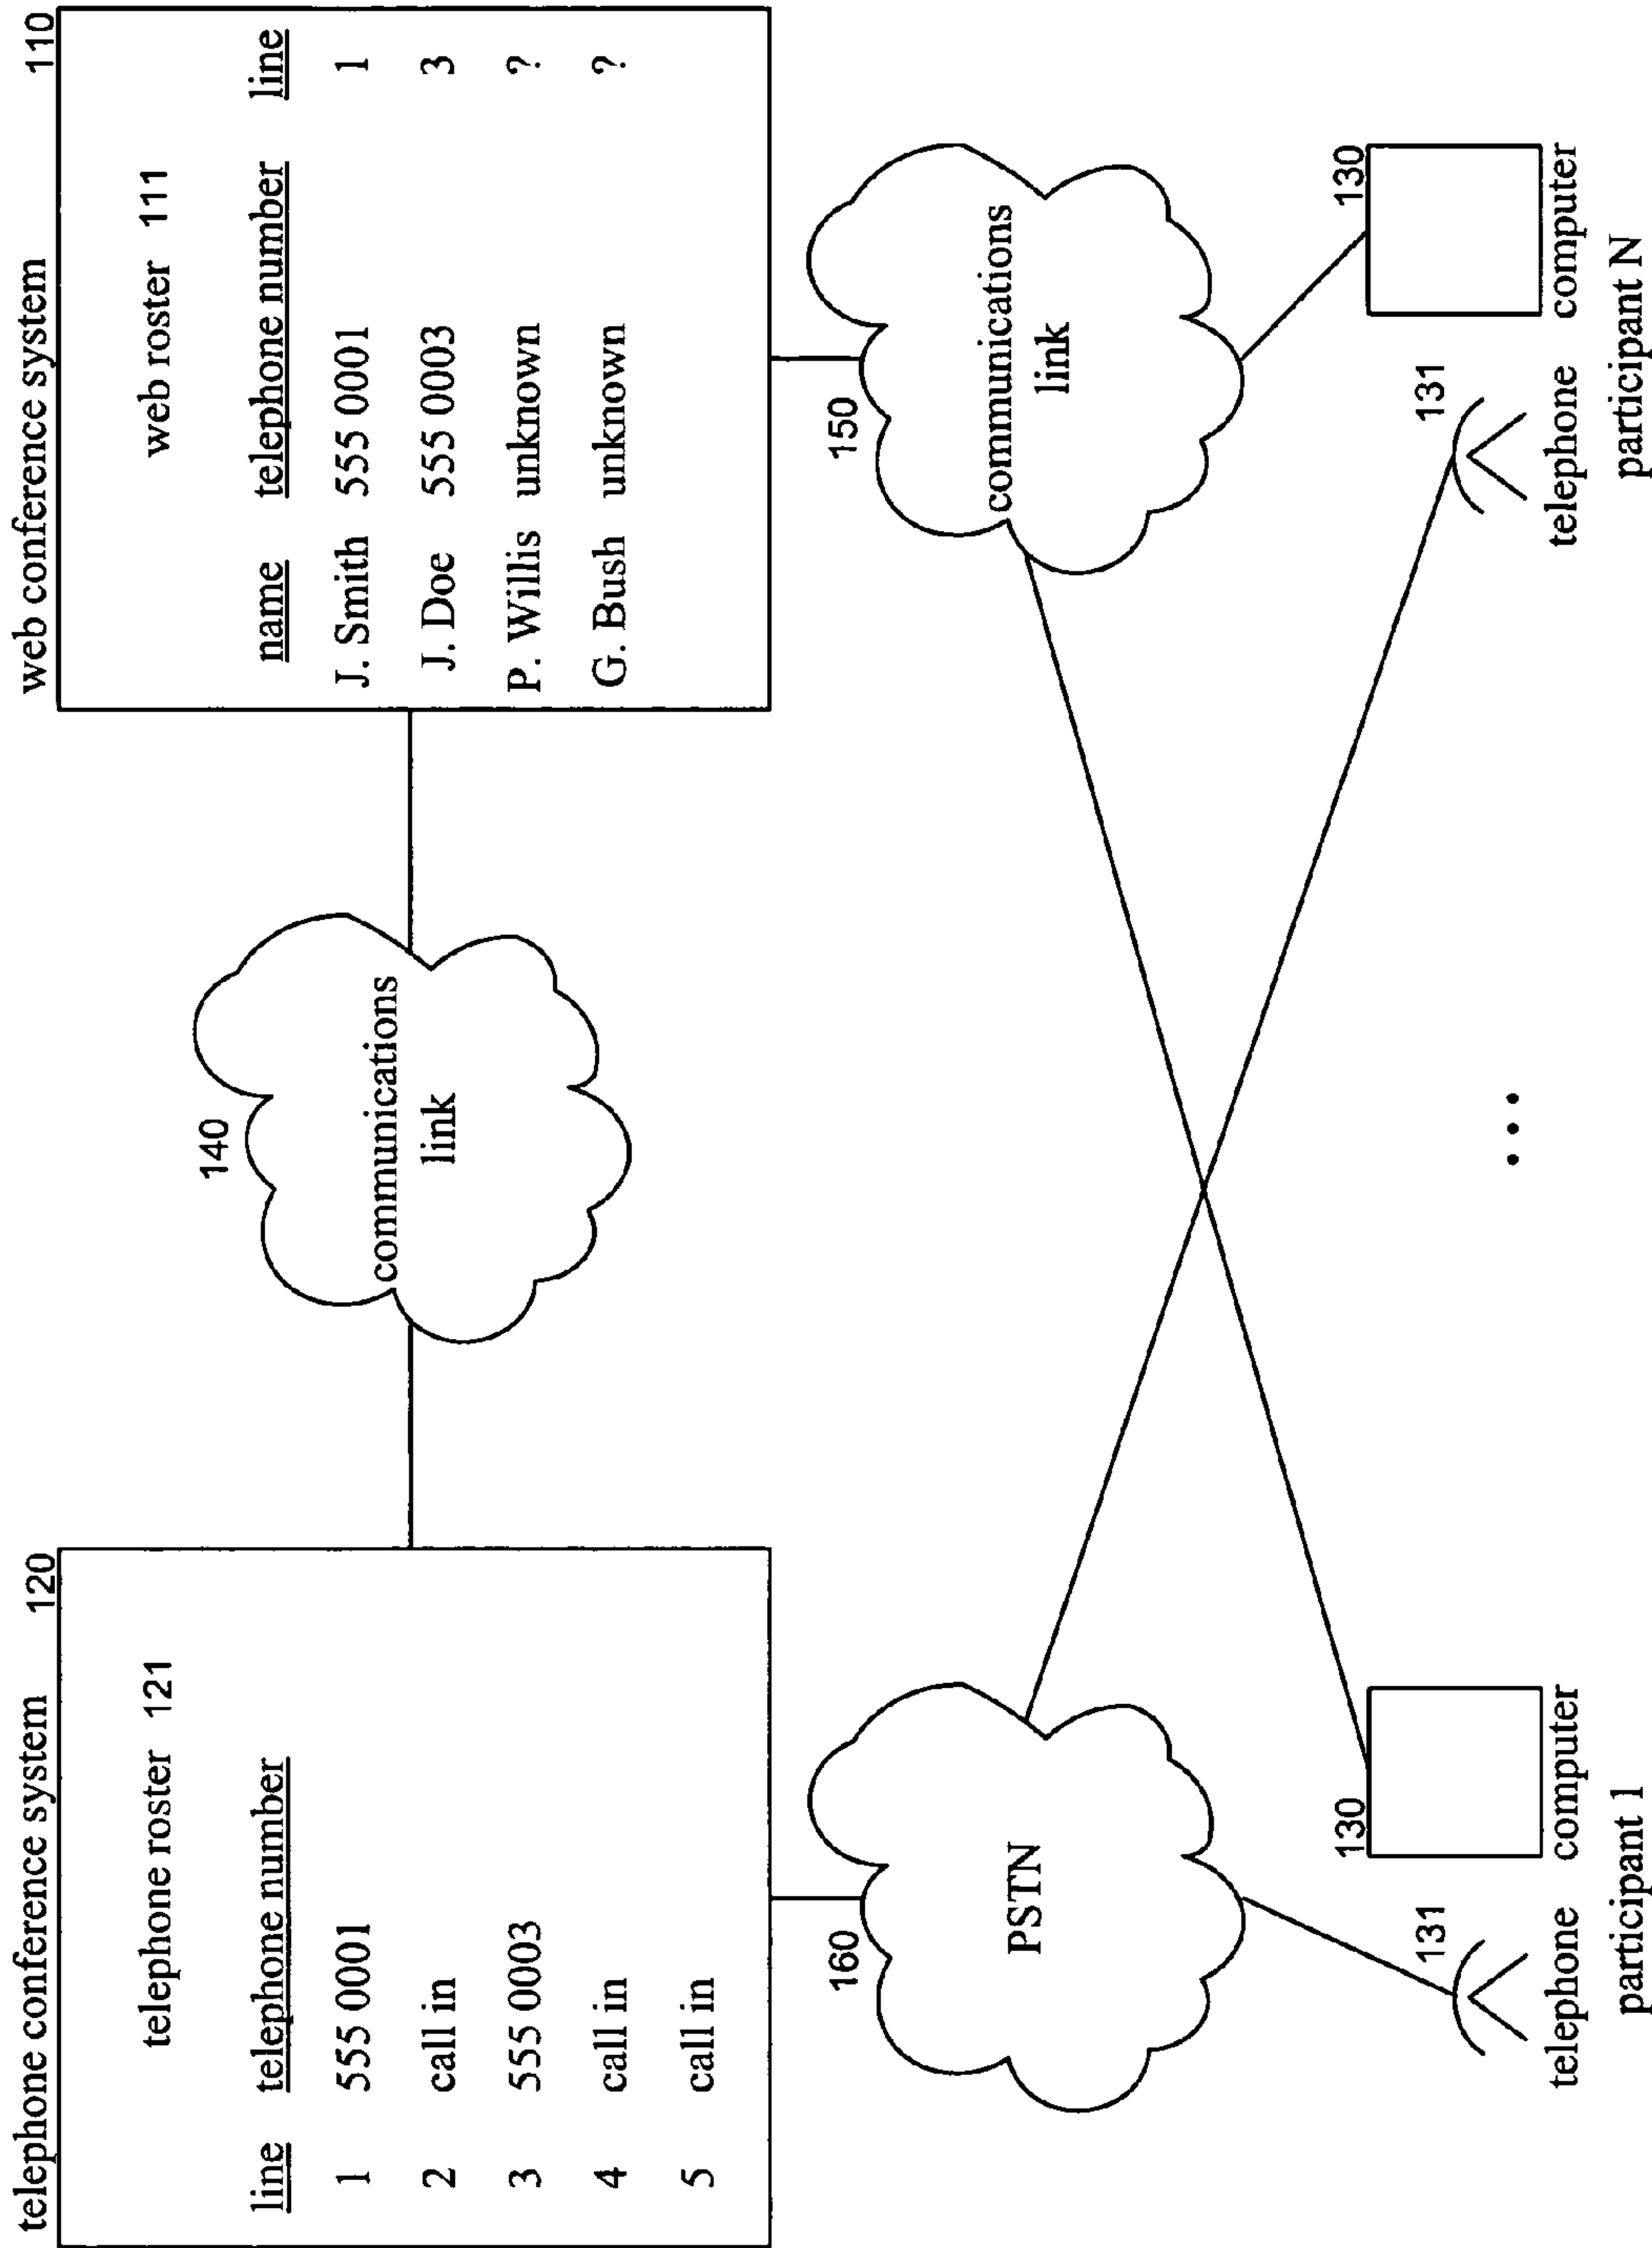 telephone conference system 120
telephone roster 121
line telephone number
1 555 0001
2 call in
3 555 0003
4 call in
5 call in
140
communications
link
web conference system 110
web roster 111
name telephone number line
J. Smith 555 0001 1
J. Doe 555 0003 3
P. Willis unknown ?
G. Bush unknown ?
160
PSTN
150
communications
link
131
telephone
130
computer
participant 1
...
131
telephone
130
computer
participant N